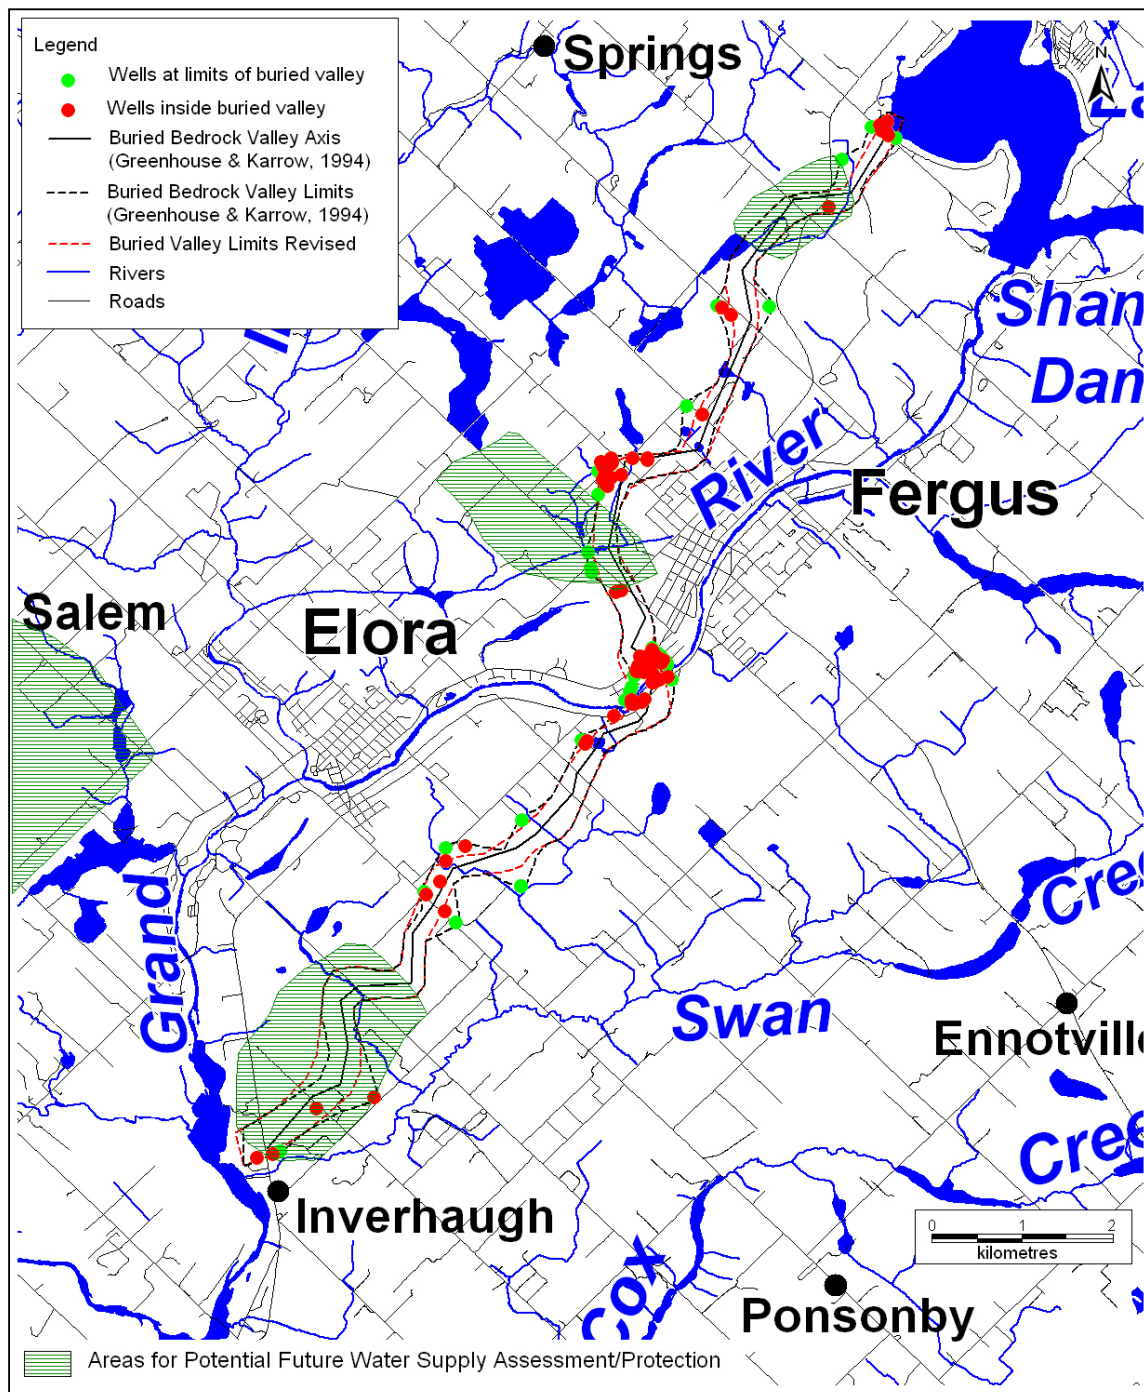 Legend
Wells at limits of buried valley
Wells inside buried valley
Buried Bedrock Valley Axis
(Greenhouse & Karrow, 1994)
Buried Bedrock Valley Limits
(Greenhouse & Karrow, 1994)
Buried Valley Limits Revised
Rivers
Roads
Springs
N
Shan
Dan
River
Fergus
Salem
Elora
Grand
Cree
Swan
Ennotville
Cree
Inverhaugh
0 1 2
kilometres
Cox
Ponsonby
Areas for Potential Future Water Supply Assessment/Protection